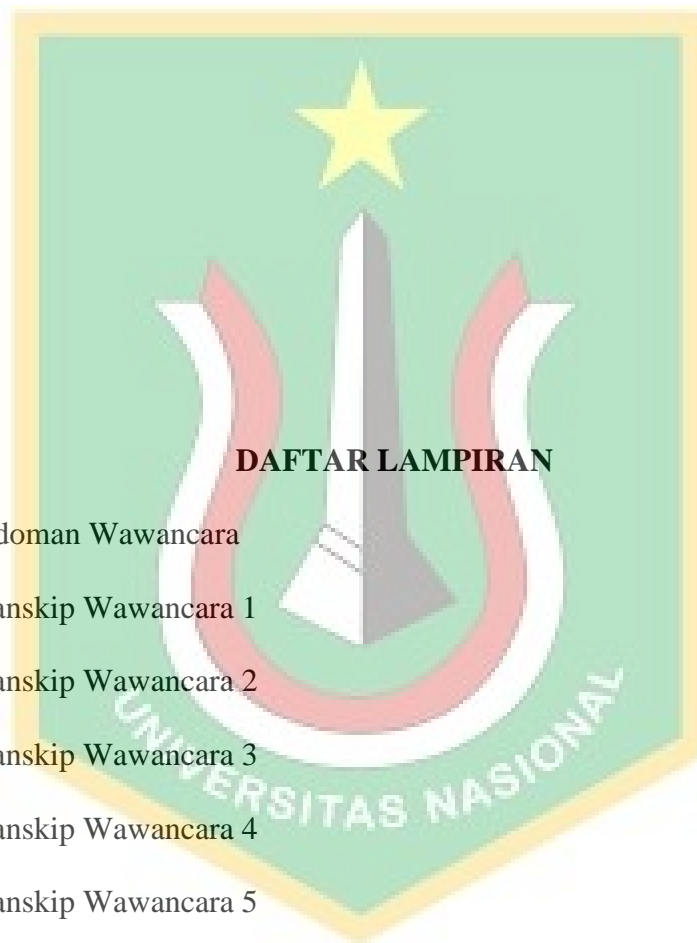 DAFTAR LAMPIRAN
doman Wawancara
anskip Wawancara 1
anskip Wawancara 2
anskip Wawancara 3
anskip Wawancara 4
anskip Wawancara 5
UNIVERSITAS NASIONAL